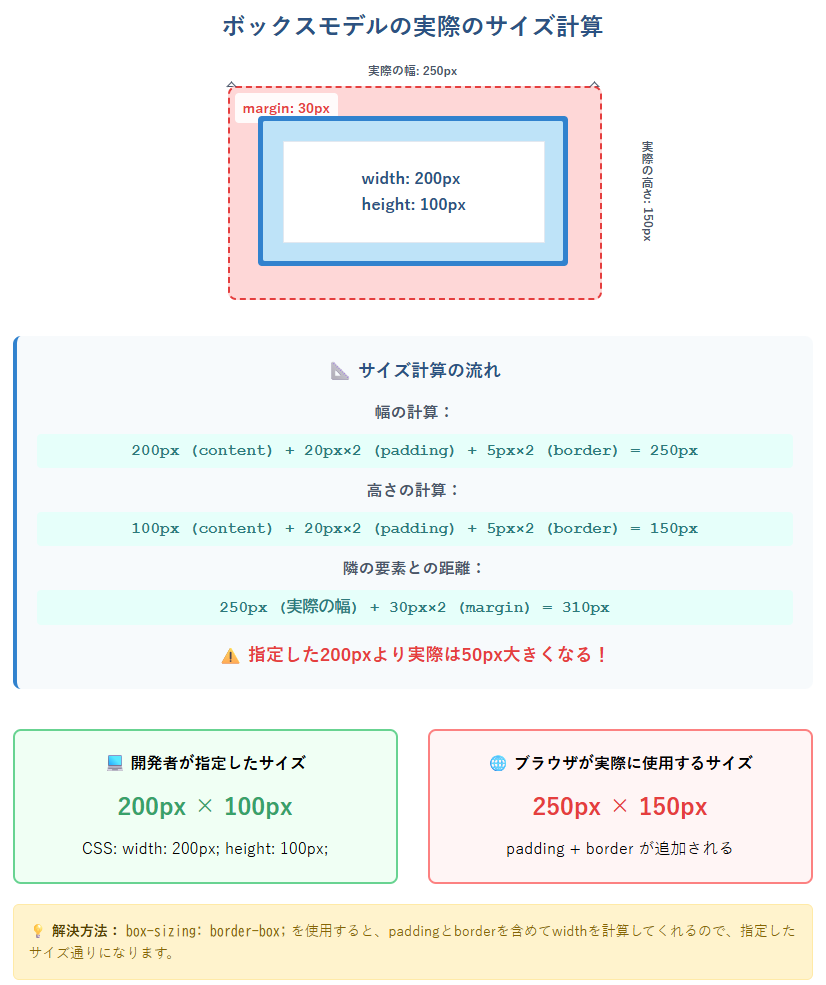 ボックスモデルの実際のサイズ計算
実際の幅: 250px
margin: 30px
width: 200px
height: 100px
実際の高さ: 150px
📐 サイズ計算の流れ
幅の計算：
200px (content) + 20px×2 (padding) + 5px×2 (border) = 250px
高さの計算：
100px (content) + 20px×2 (padding) + 5px×2 (border) = 150px
隣の要素との距離：
250px (実際の幅) + 30px×2 (margin) = 310px
⚠️ 指定した200pxより実際は50px大きくなる！
💻 開発者が指定したサイズ
200px × 100px
CSS: width: 200px; height: 100px;
🌐 ブラウザが実際に使用するサイズ
250px × 150px
padding + border が追加される
💡 解決方法： box-sizing: border-box; を使用すると、paddingとborderを含めてwidthを計算してくれるので、指定した
サイズ通りになります。